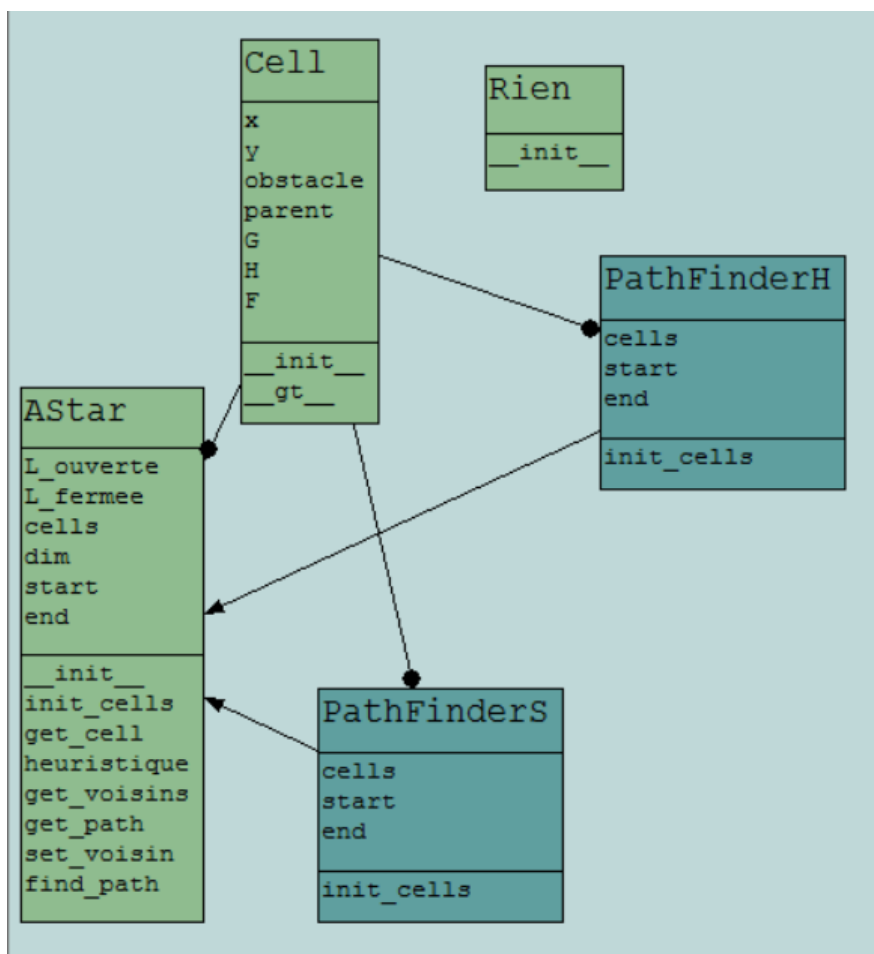 Cell
x
y
obstacle
parent
G
H
F
__init__
__gt__
Rien
__init__
PathFinderH
cells
start
end
init_cells
AStar
L_ouverte
L_fermee
cells
dim
start
end
__init__
init_cells
get_cell
heuristique
get_voisins
get_path
set_voisin
find_path
PathFinderS
cells
start
end
init_cells